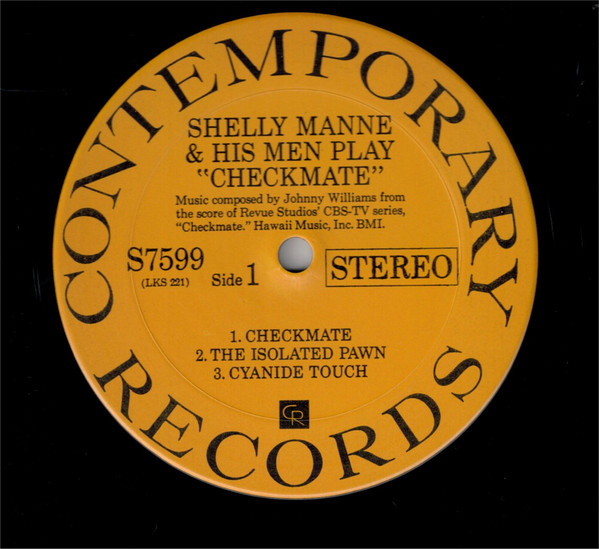 CONTEMPORARY
SHELLY MANNE
& HIS MEN PLAY
“CHECKMATE”
Music composed by Johnny Williams from
the score of Revue Studios' CBS-TV series,
“Checkmate.” Hawaii Music, Inc. BMI.
S7599
(LKS 221)
Side 1
STEREO
1. CHECKMATE
2. THE ISOLATED PAWN
3. CYANIDE TOUCH
CR
RECORDS